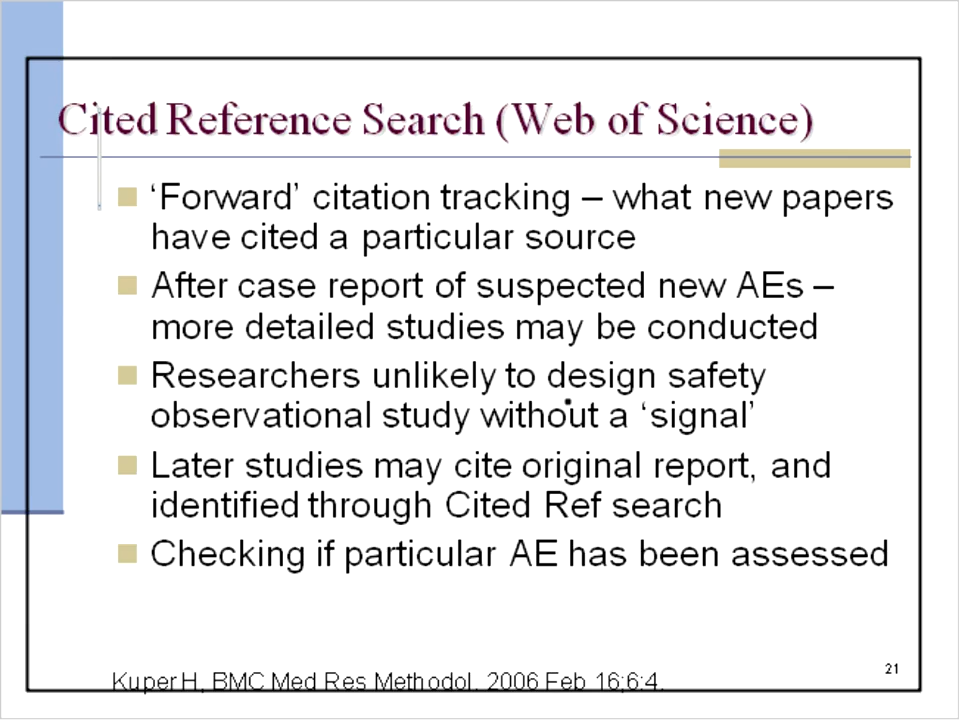 Cited Reference Search (Web of Science)
‘Forward’ citation tracking – what new papers
have cited a particular source
After case report of suspected new AEs –
more detailed studies may be conducted
Researchers unlikely to design safety
observational study without a ‘signal’
Later studies may cite original report, and
identified through Cited Ref search
Checking if particular AE has been assessed
21
Kuper H, BMC Med Res Methodol. 2006 Feb 16;6:4.